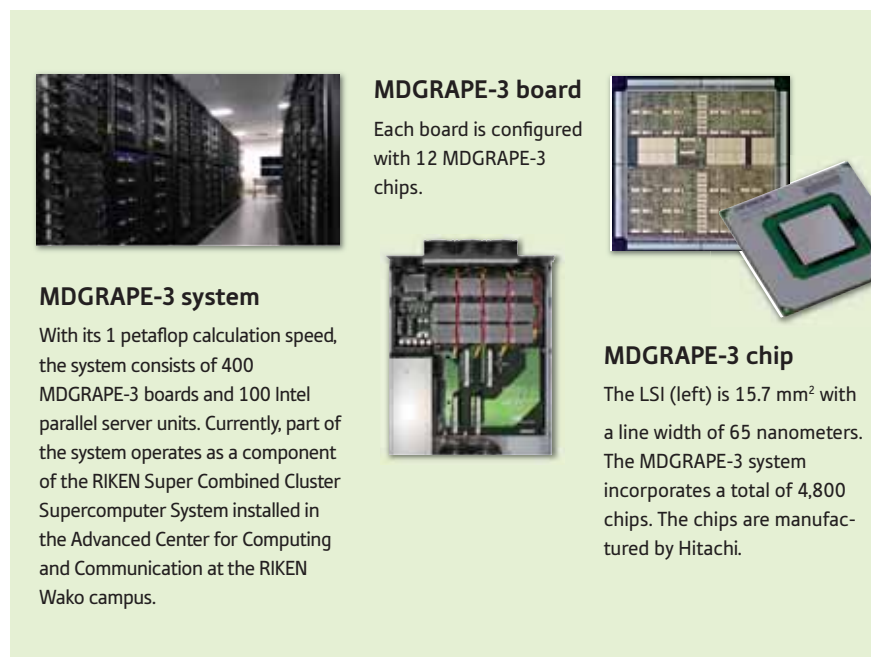 MDGRAPE-3 system
With its 1 petaflop calculation speed,
the system consists of 400
MDGRAPE-3 boards and 100 Intel
parallel server units. Currently, part of
the system operates as a component
of the RIKEN Super Combined Cluster
Supercomputer System installed in
the Advanced Center for Computing
and Communication at the RIKEN
Wako campus.
MDGRAPE-3 board
Each board is configured
with 12 MDGRAPE-3
chips.
MDGRAPE-3 chip
The LSI (left) is 15.7 mm² with
a line width of 65 nanometers.
The MDGRAPE-3 system
incorporates a total of 4,800
chips. The chips are manufac-
tured by Hitachi.